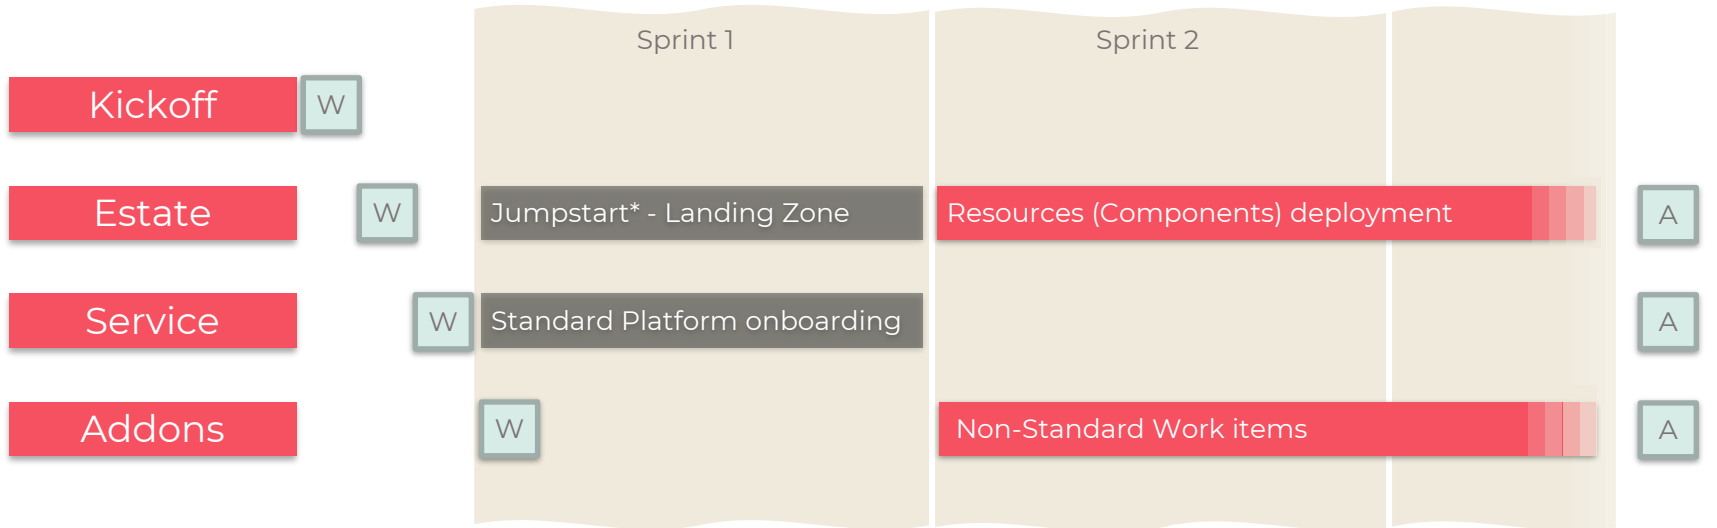 Sprint 1
Sprint 2
Kickoff
W
Estate
W
Jumpstart* - Landing Zone
Resources (Components) deployment
A
Service
W
Standard Platform onboarding
A
Addons
W
Non-Standard Work items
A